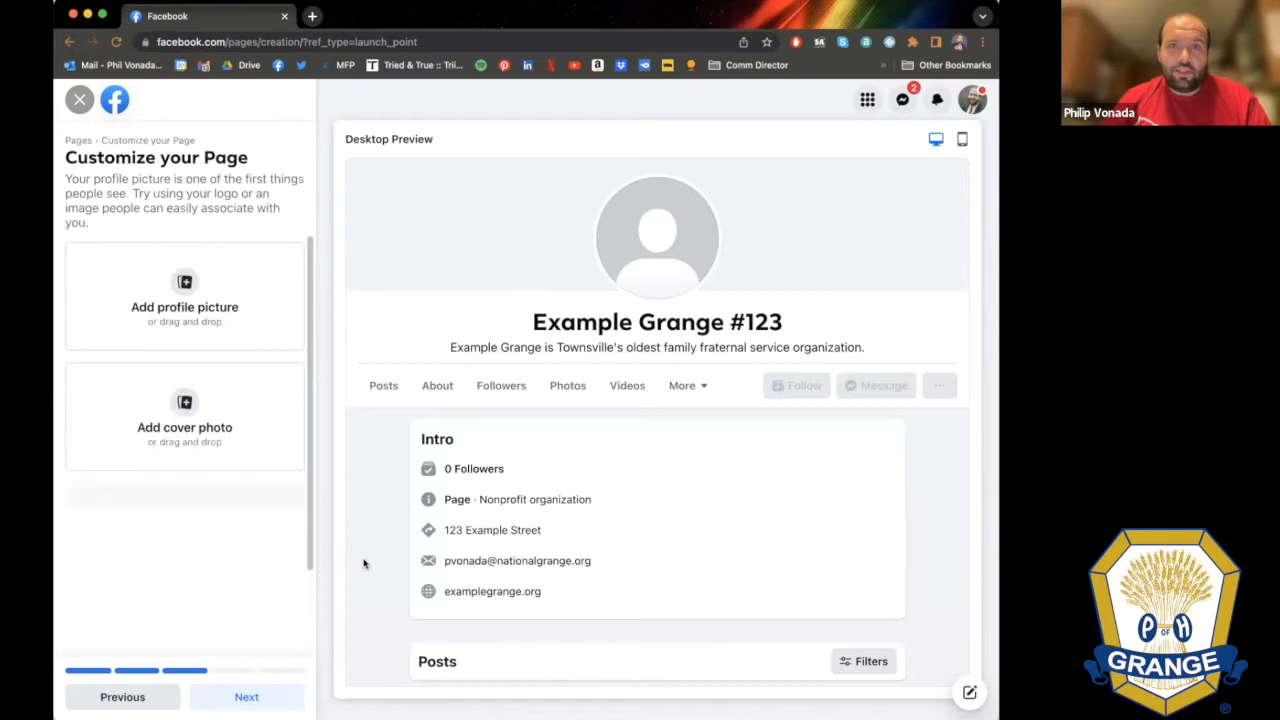 Facebook
facebook.com/pages/creation/?ref_type=launch_point
Mail - Phil Vonada...
Drive
MFP
Tried & True :: Trii...
Comm Director
»
Other Bookmarks
2
Pages › Customize your Page
Customize your Page
Your profile picture is one of the first things
people see. Try using your logo or an
image people can easily associate with
you.
Add profile picture
or drag and drop
Add cover photo
or drag and drop
Previous
Next
Desktop Preview
Example Grange #123
Example Grange is Townsville's oldest family fraternal service organization.
Posts
About
Followers
Photos
Videos
More
Follow
Message
...
Intro
0 Followers
Page · Nonprofit organization
123 Example Street
pvonada@nationalgrange.org
examplegrange.org
Posts
Filters
Philip Vonada
P OF H
GRANGE
®